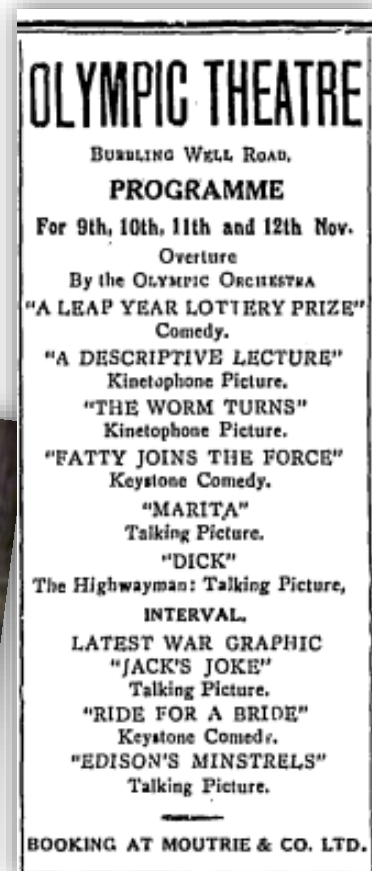 OLYMPIC THEATRE
BUBBLING WELL ROAD.
PROGRAMME
For 9th, 10th, 11th and 12th Nov.
Overture
By the OLYMPIC ORCHESTRA
"A LEAP YEAR LOTTERY PRIZE"
Comedy.
"A DESCRIPTIVE LECTURE"
Kinetophone Picture.
"THE WORM TURNS"
Kinetophone Picture.
"FATTY JOINS THE FORCE"
Keystone Comedy.
"MARITA"
Talking Picture.
"DICK"
The Highwayman: Talking Picture,
INTERVAL.
LATEST WAR GRAPHIC
"JACK'S JOKE"
Talking Picture.
"RIDE FOR A BRIDE"
Keystone Comedy.
"EDISON'S MINSTRELS"
Talking Picture.
BOOKING AT MOUTRIE & CO. LTD.